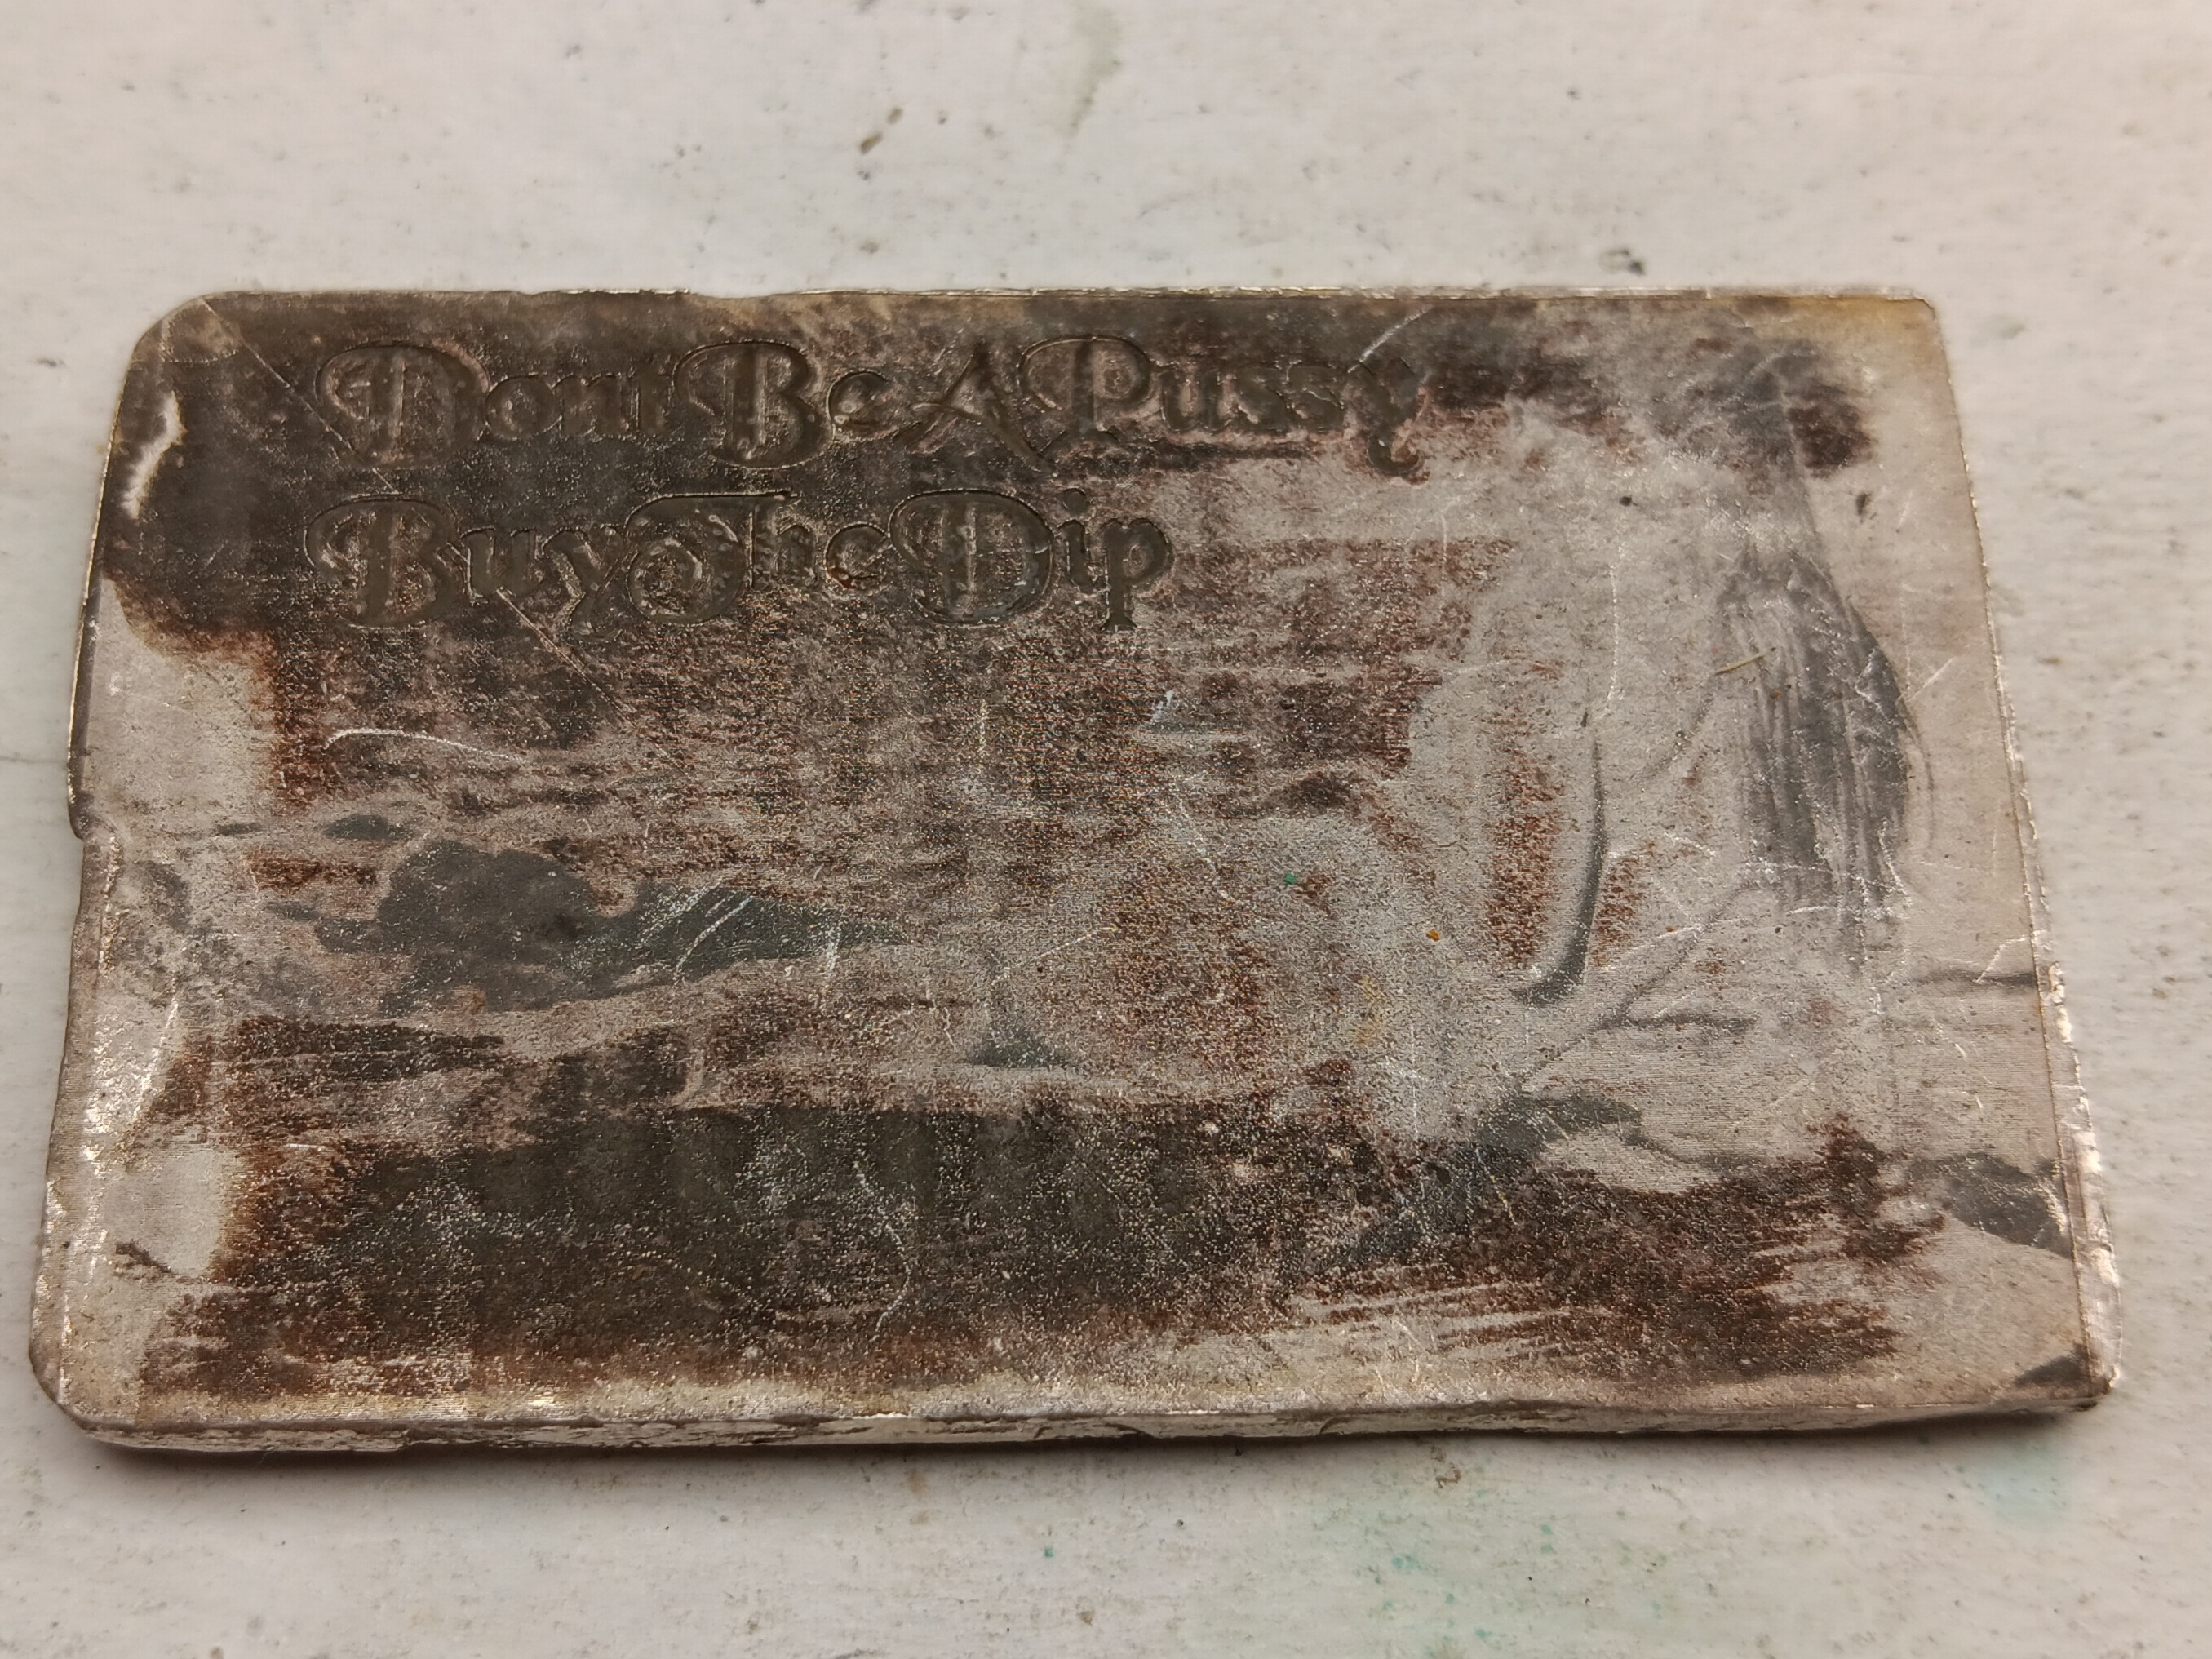 Dont Be A Pussy
Buy The Dip